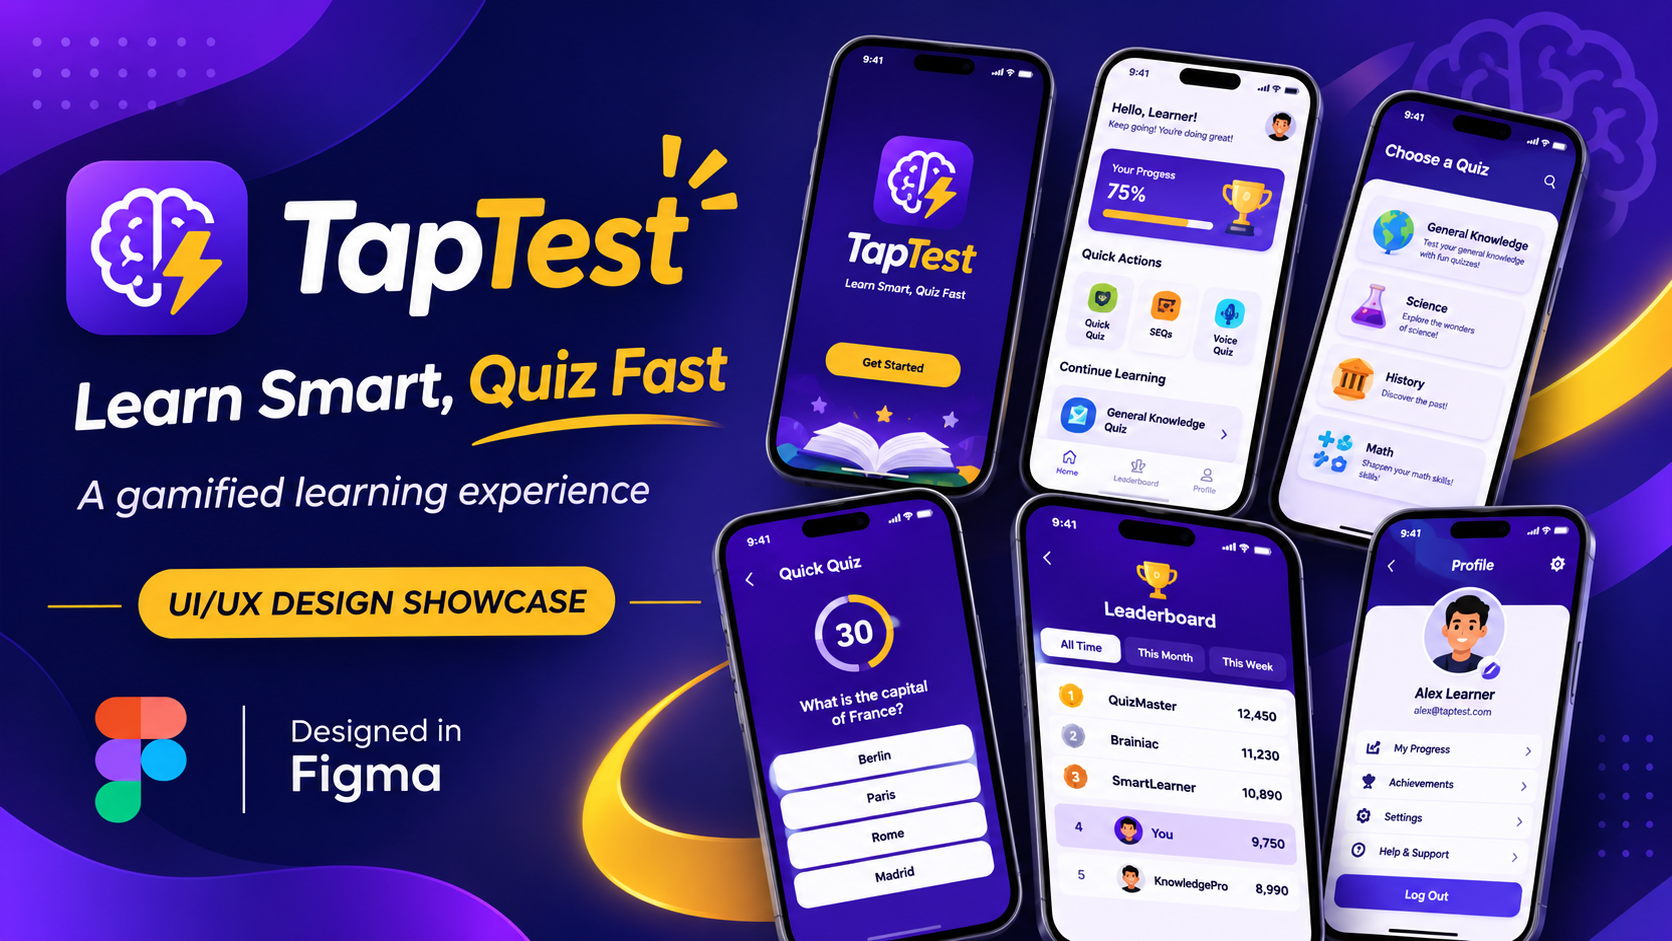 TapTest
Learn Smart, Quiz Fast
A gamified learning experience
UI/UX DESIGN SHOWCASE
Designed in
Figma
9:41
TapTest
Learn Smart, Quiz Fast
Get Started
9:41
Hello, Learner!
Keep going! You're doing great!
Your Progess
75%
Quick Actions
Quick
Quiz
SEQs
Voice
Quiz
Continue Learning
General Knowledge
Quiz
Home
Leaderboard
Profile
9:41
Choose a Quiz
General Knowledge
Test your general knowledge
with fun quizzes!
Science
Explore the wonders
of science!
History
Discover the past!
Math
Shappen your math skills!
skills!
9:41
Quick Quiz
30
What is the capital
of France?
Berlin
Paris
Rome
Madrid
9:41
Leaderboard
All Time
This Month
This Week
1 QuizMaster 12,450
2 Brainiac 11,230
3 SmartLearner 10,890
4 You 9,750
5 KnowledgePro 8,990
9:41
Profile
Alex Learner
alex@taptest.com
My Progress
Achievements
Settings
Help & Support
Log Out